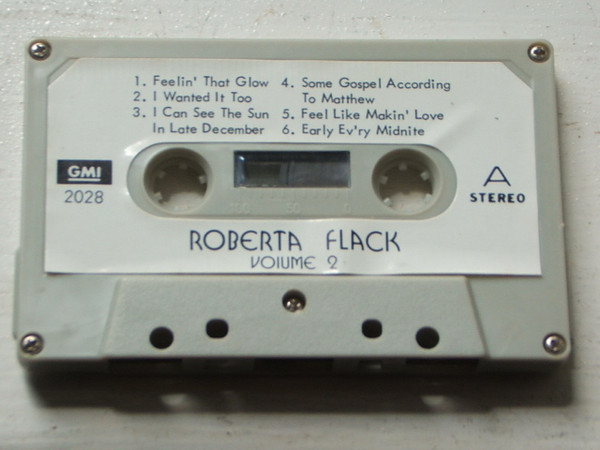 1. Feelin' That Glow
2. I Wanted It Too
3. I Can See The Sun
In Late December
4. Some Gospel According
To Matthew
5. Feel Like Makin' Love
6. Early Ev'ry Midnite
GMI
2028
A
STEREO
ROBERTA FLACK
VOLUME 2